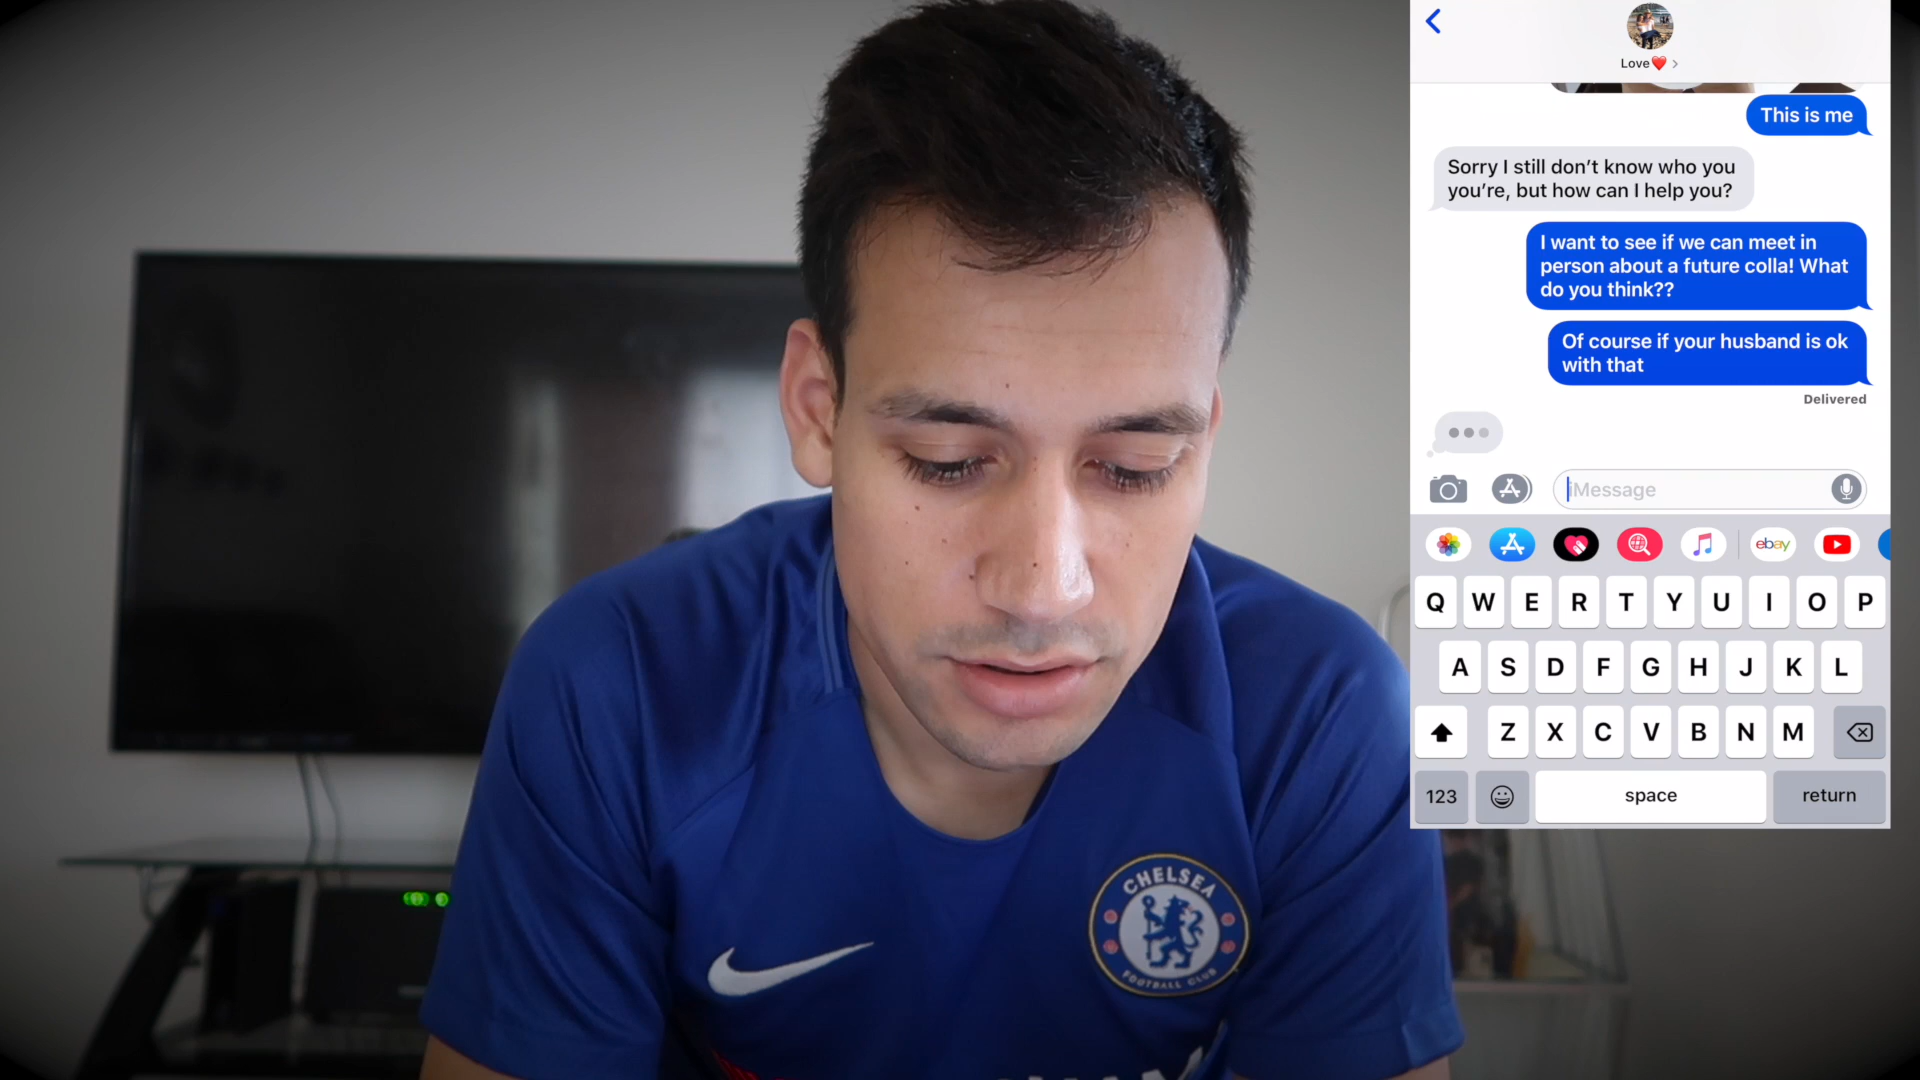 Love❤️
This is me
Sorry I still don’t know who you
you’re, but how can I help you?
I want to see if we can meet in
person about a future colla! What
do you think??
Of course if your husband is ok
with that
Delivered
iMessage
ebay
Q W E R T Y U I O P
A S D F G H J K L
Z X C V B N M
123
space
return
CHELSEA
FOOTBALL CLUB